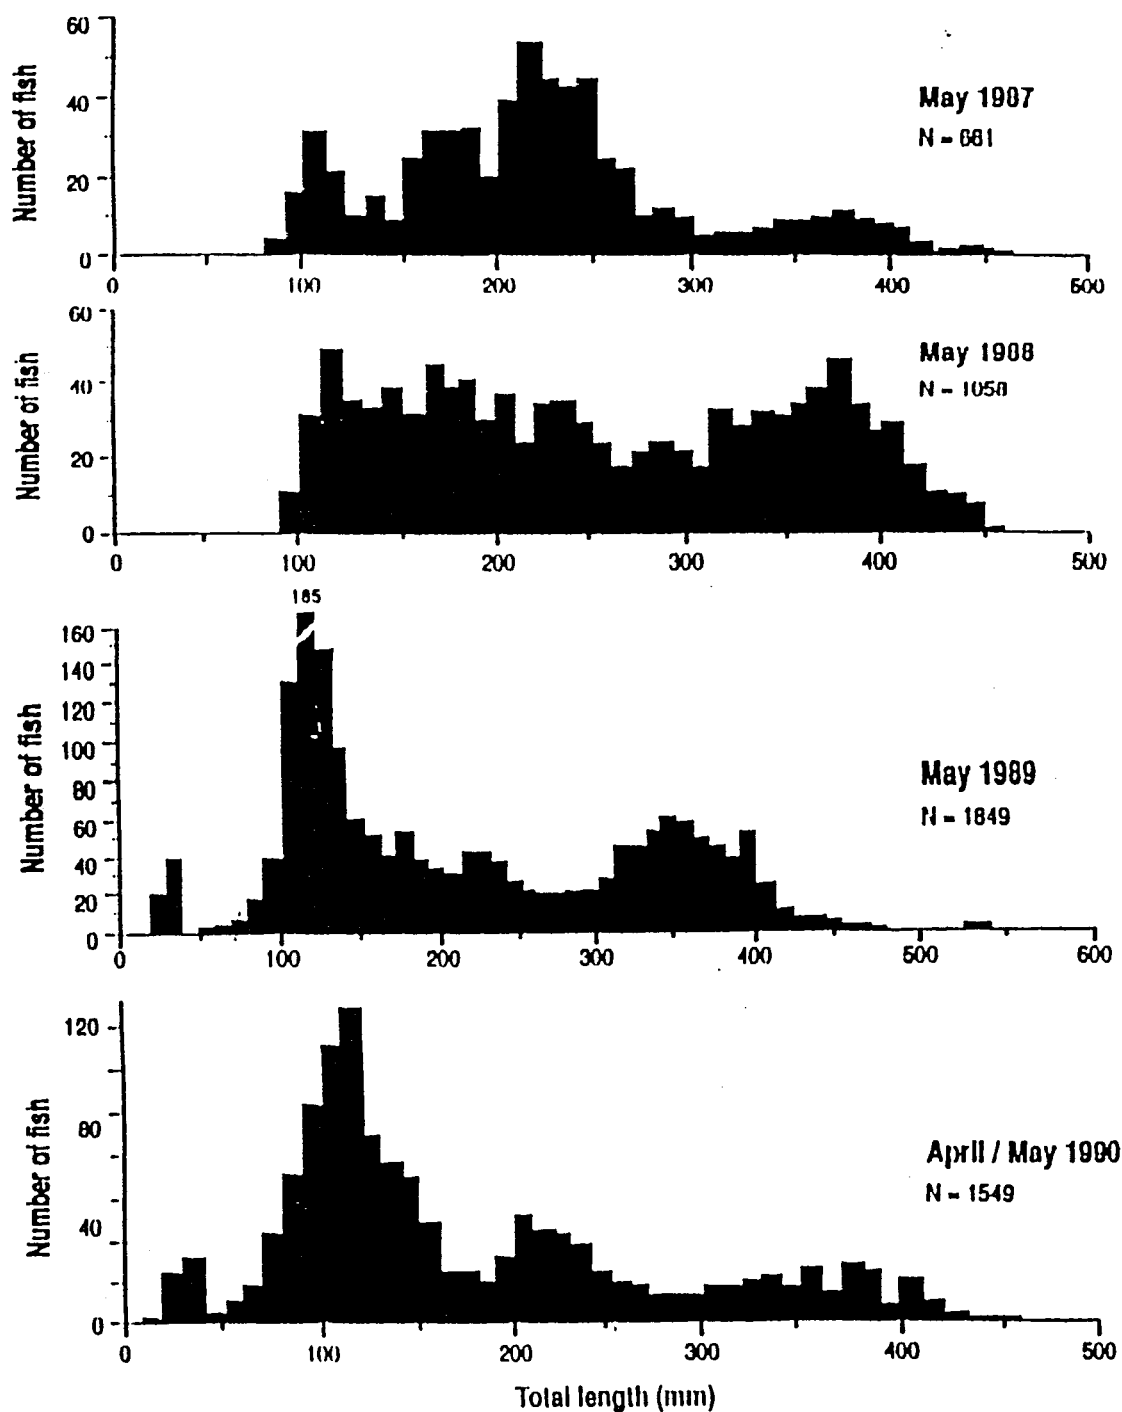 60
40
20
0
Number of fish
May 1987
N = 661
0 100 200 300 400 500
60
40
20
0
Number of fish
May 1988
N = 1058
0 100 200 300 400 500
185
160
140
120
100
80
60
40
20
0
Number of fish
May 1989
N = 1849
0 100 200 300 400 500 600
120
80
40
0
Number of fish
April / May 1990
N = 1549
0 100 200 300 400 500
Total length (mm)